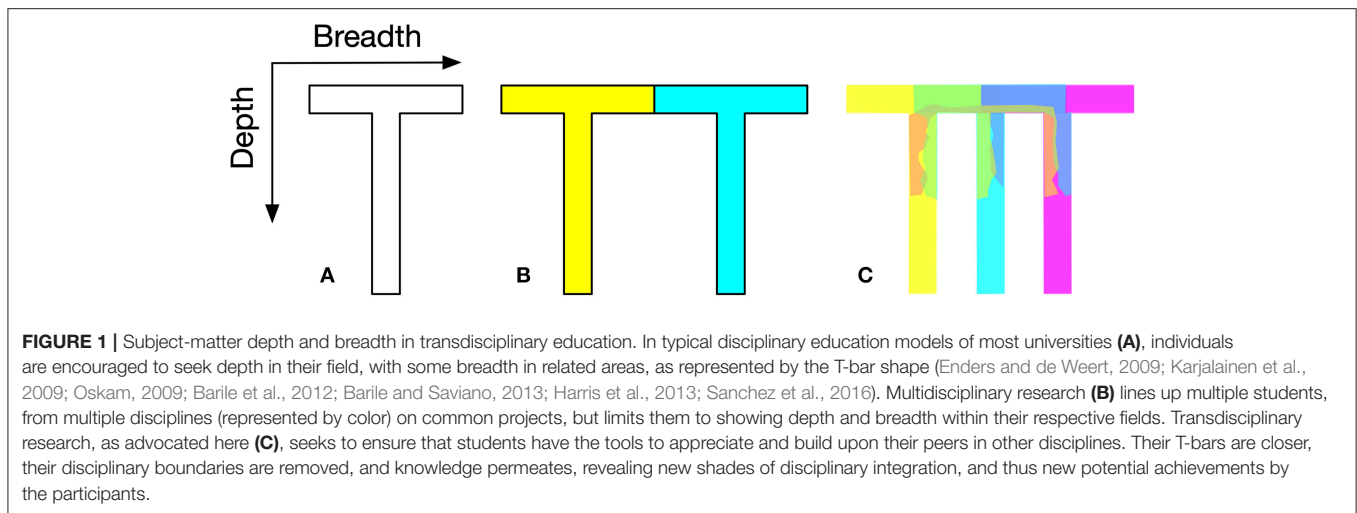 Breadth
Depth
A
B
C
FIGURE 1 | Subject-matter depth and breadth in transdisciplinary education. In typical disciplinary education models of most universities (A), individuals
are encouraged to seek depth in their field, with some breadth in related areas, as represented by the T-bar shape (Enders and de Weert, 2009; Karjalainen et al.,
2009; Oskam, 2009; Barile et al., 2012; Barile and Saviano, 2013; Harris et al., 2013; Sanchez et al., 2016). Multidisciplinary research (B) lines up multiple students,
from multiple disciplines (represented by color) on common projects, but limits them to showing depth and breadth within their respective fields. Transdisciplinary
research, as advocated here (C), seeks to ensure that students have the tools to appreciate and build upon their peers in other disciplines. Their T-bars are closer,
their disciplinary boundaries are removed, and knowledge permeates, revealing new shades of disciplinary integration, and thus new potential achievements by
the participants.